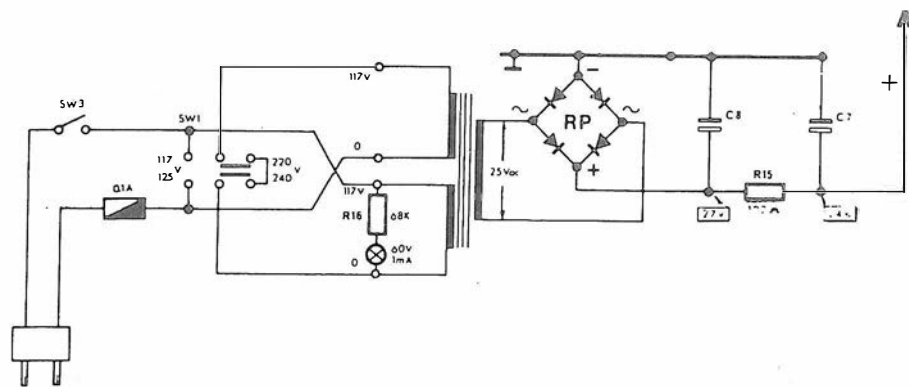 SW3
0.1A
SW1
117
V
125
220
V
240
117V
0
117V
R16
68K
60V
1mA
0
25Vac
~
RP
~
−
+
C8
C7
R15
27v
+